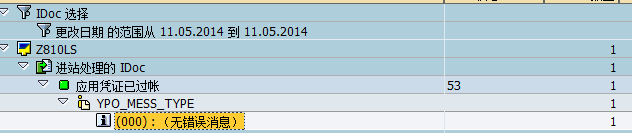 IDoc 选择
更改日期 的范围从 11.05.2014 到 11.05.2014
Z810LS 1
进站处理的 IDoc 1
应用凭证已过帐 53 1
YPO_MESS_TYPE 1
(000) : （无错误消息） 1